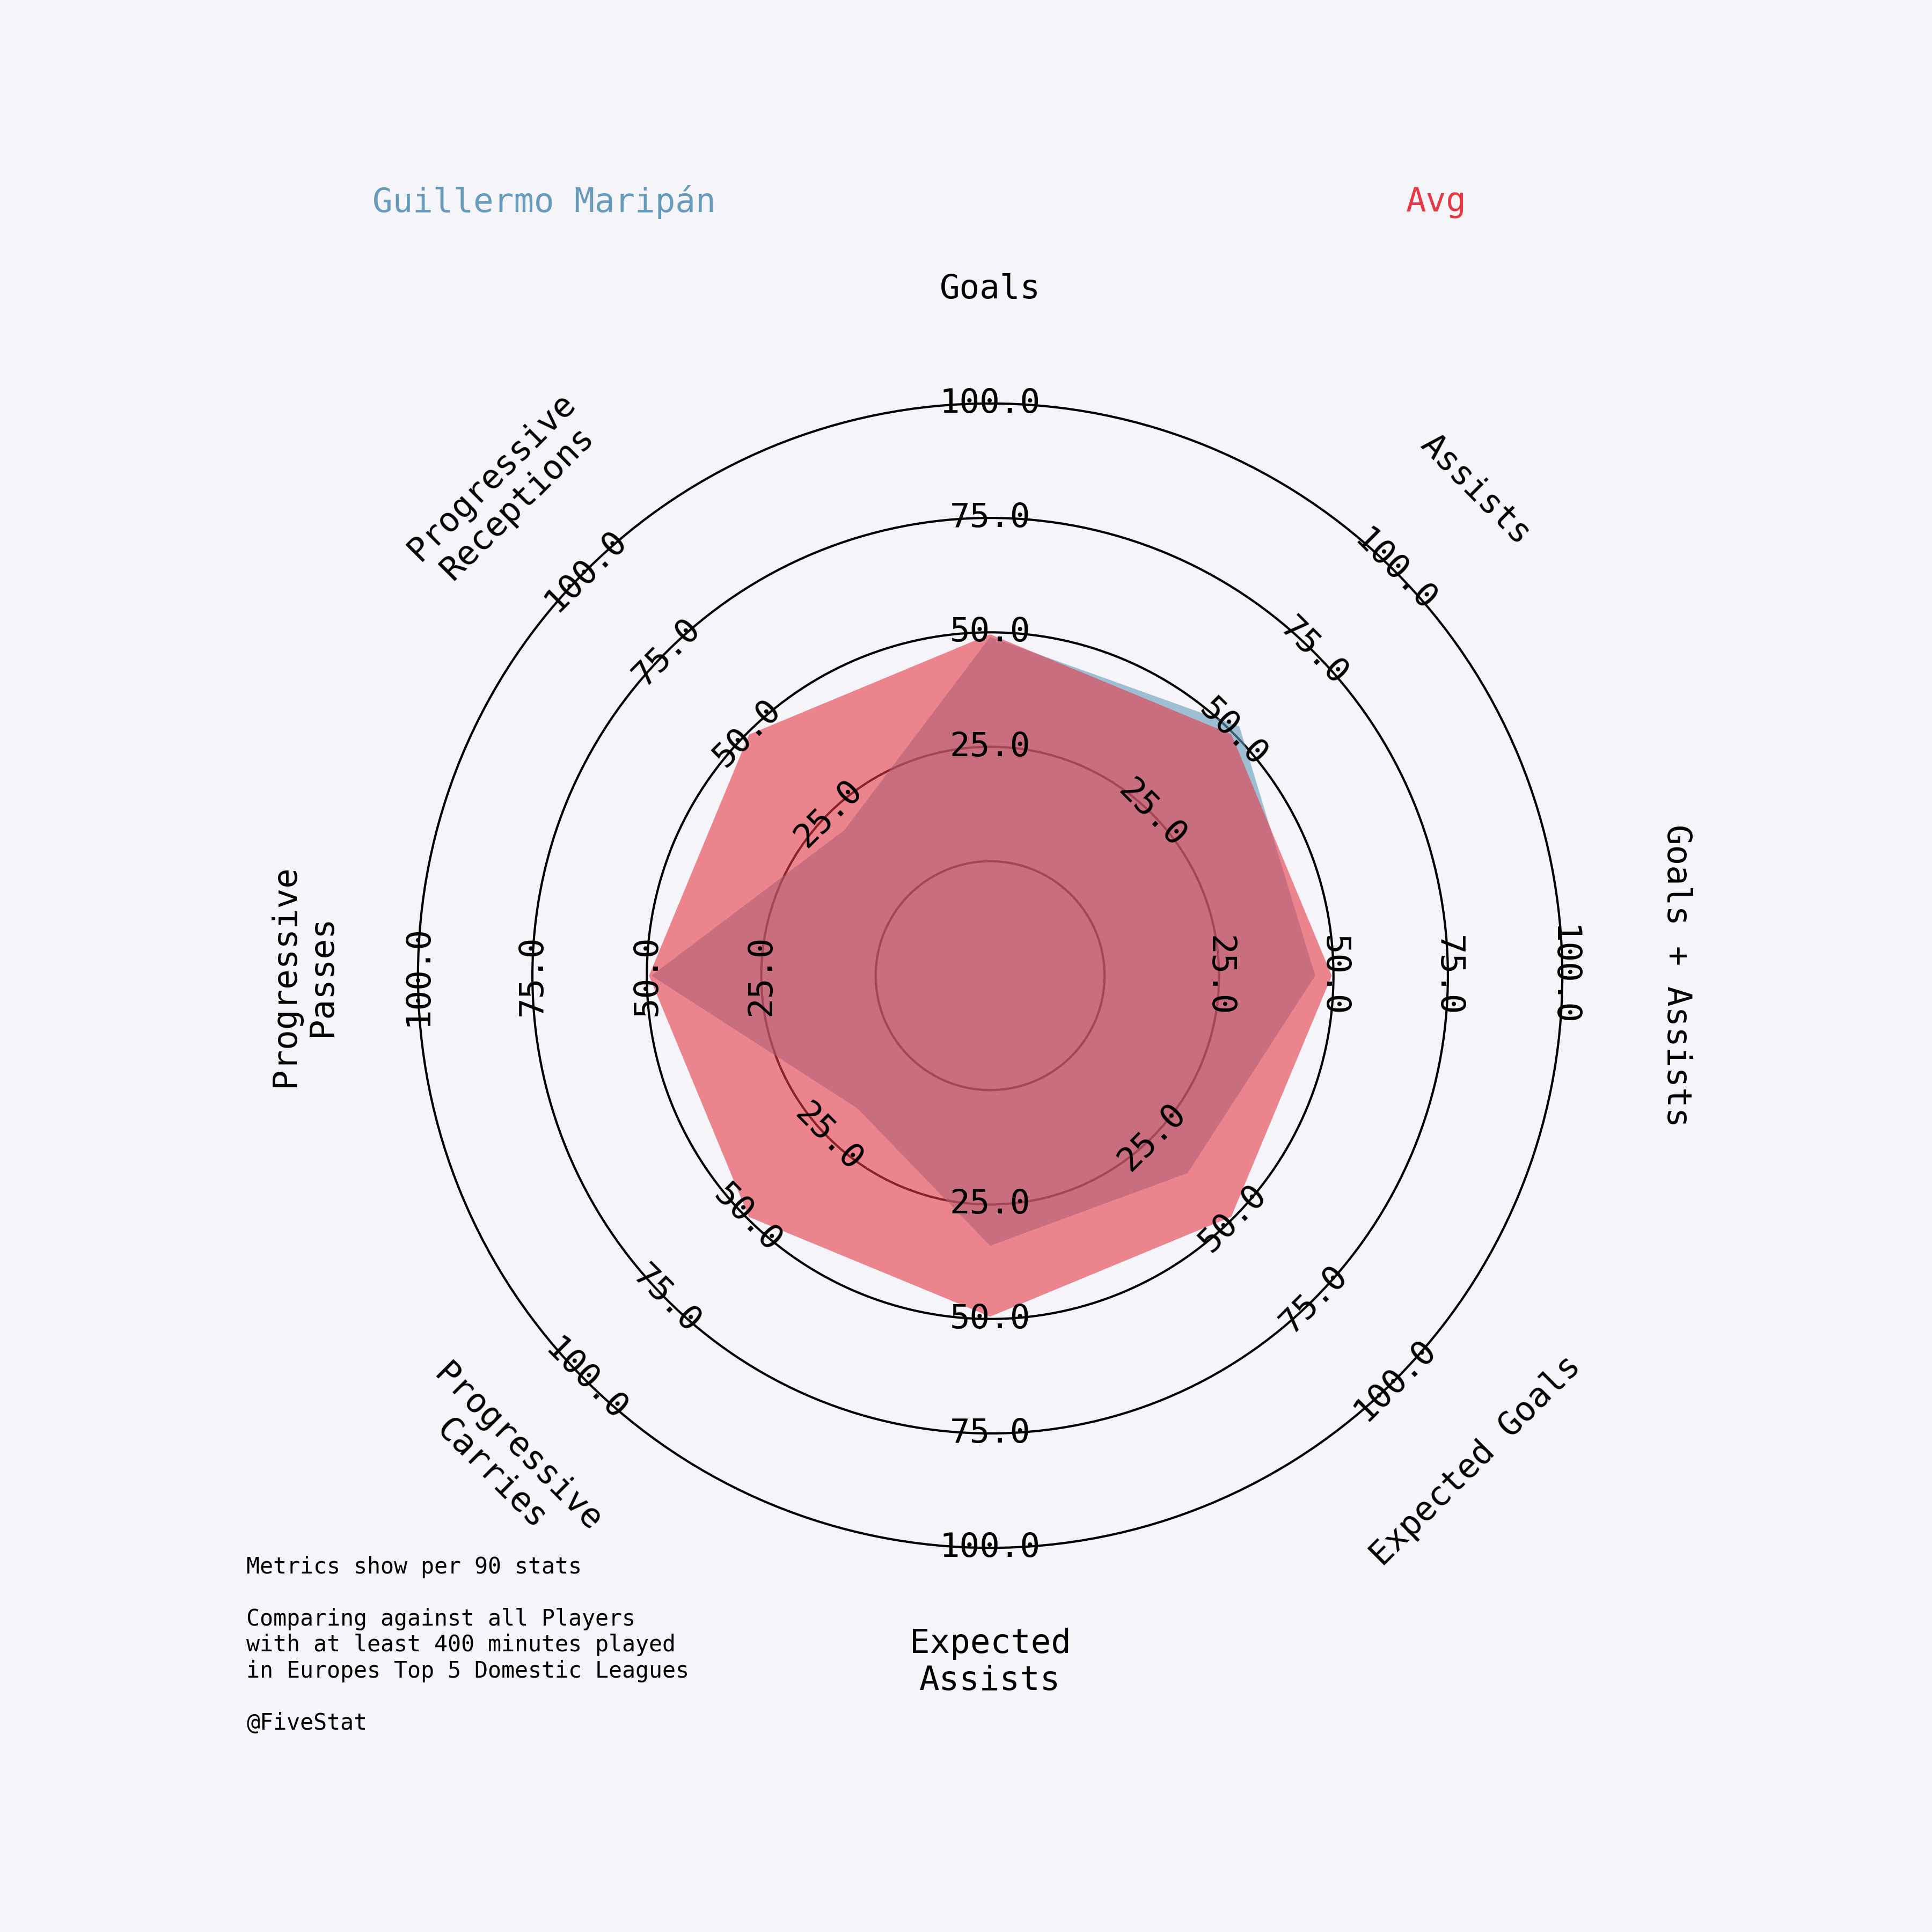 Guillermo Maripán
Avg
Goals
Assists
Goals + Assists
Expected Goals
Expected
Assists
Progressive
Carries
Progressive
Passes
Progressive
Receptions
100.0
75.0
50.0
25.0
100.0
75.0
50.0
25.0
100.0
75.0
50.0
25.0
100.0
75.0
50.0
25.0
25.0
50.0
75.0
100.0
25.0
50.0
75.0
100.0
100.0
75.0
50.0
25.0
100.0
75.0
50.0
25.0
Metrics show per 90 stats
Comparing against all Players
with at least 400 minutes played
in Europes Top 5 Domestic Leagues
@FiveStat